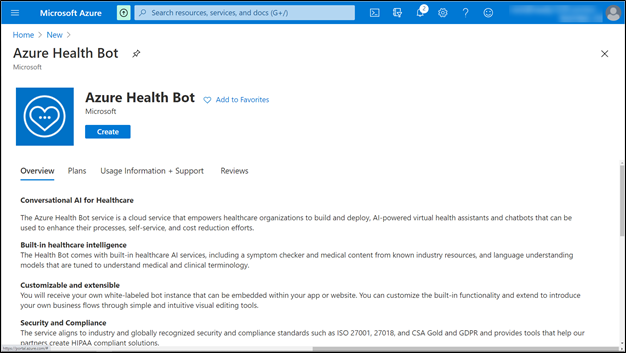 Microsoft Azure
Search resources, services, and docs (G+/)
2
Home > New >
Azure Health Bot
Microsoft
Azure Health Bot
Add to Favorites
Microsoft
Create
Overview Plans Usage Information + Support Reviews
Conversational AI for Healthcare
The Azure Health Bot service is a cloud service that empowers healthcare organizations to build and deploy, AI-powered virtual health assistants and chatbots that can be
used to enhance their processes, self-service, and cost reduction efforts.
Built-in healthcare intelligence
The Health Bot comes with built-in healthcare AI services, including a symptom checker and medical content from known industry resources, and language understanding
models that are tuned to understand medical and clinical terminology.
Customizable and extensible
You will receive your own white-labeled bot instance that can be embedded within your app or website. You can customize the built-in functionality and extend to introduce
your own business flows through simple and intuitive visual editing tools.
Security and Compliance
The service aligns to industry and globally recognized security and compliance standards such as ISO 27001, 27018, and CSA Gold and GDPR and provides tools that help our
partners create HIPAA compliant solutions.
https://portal.azure.com/#